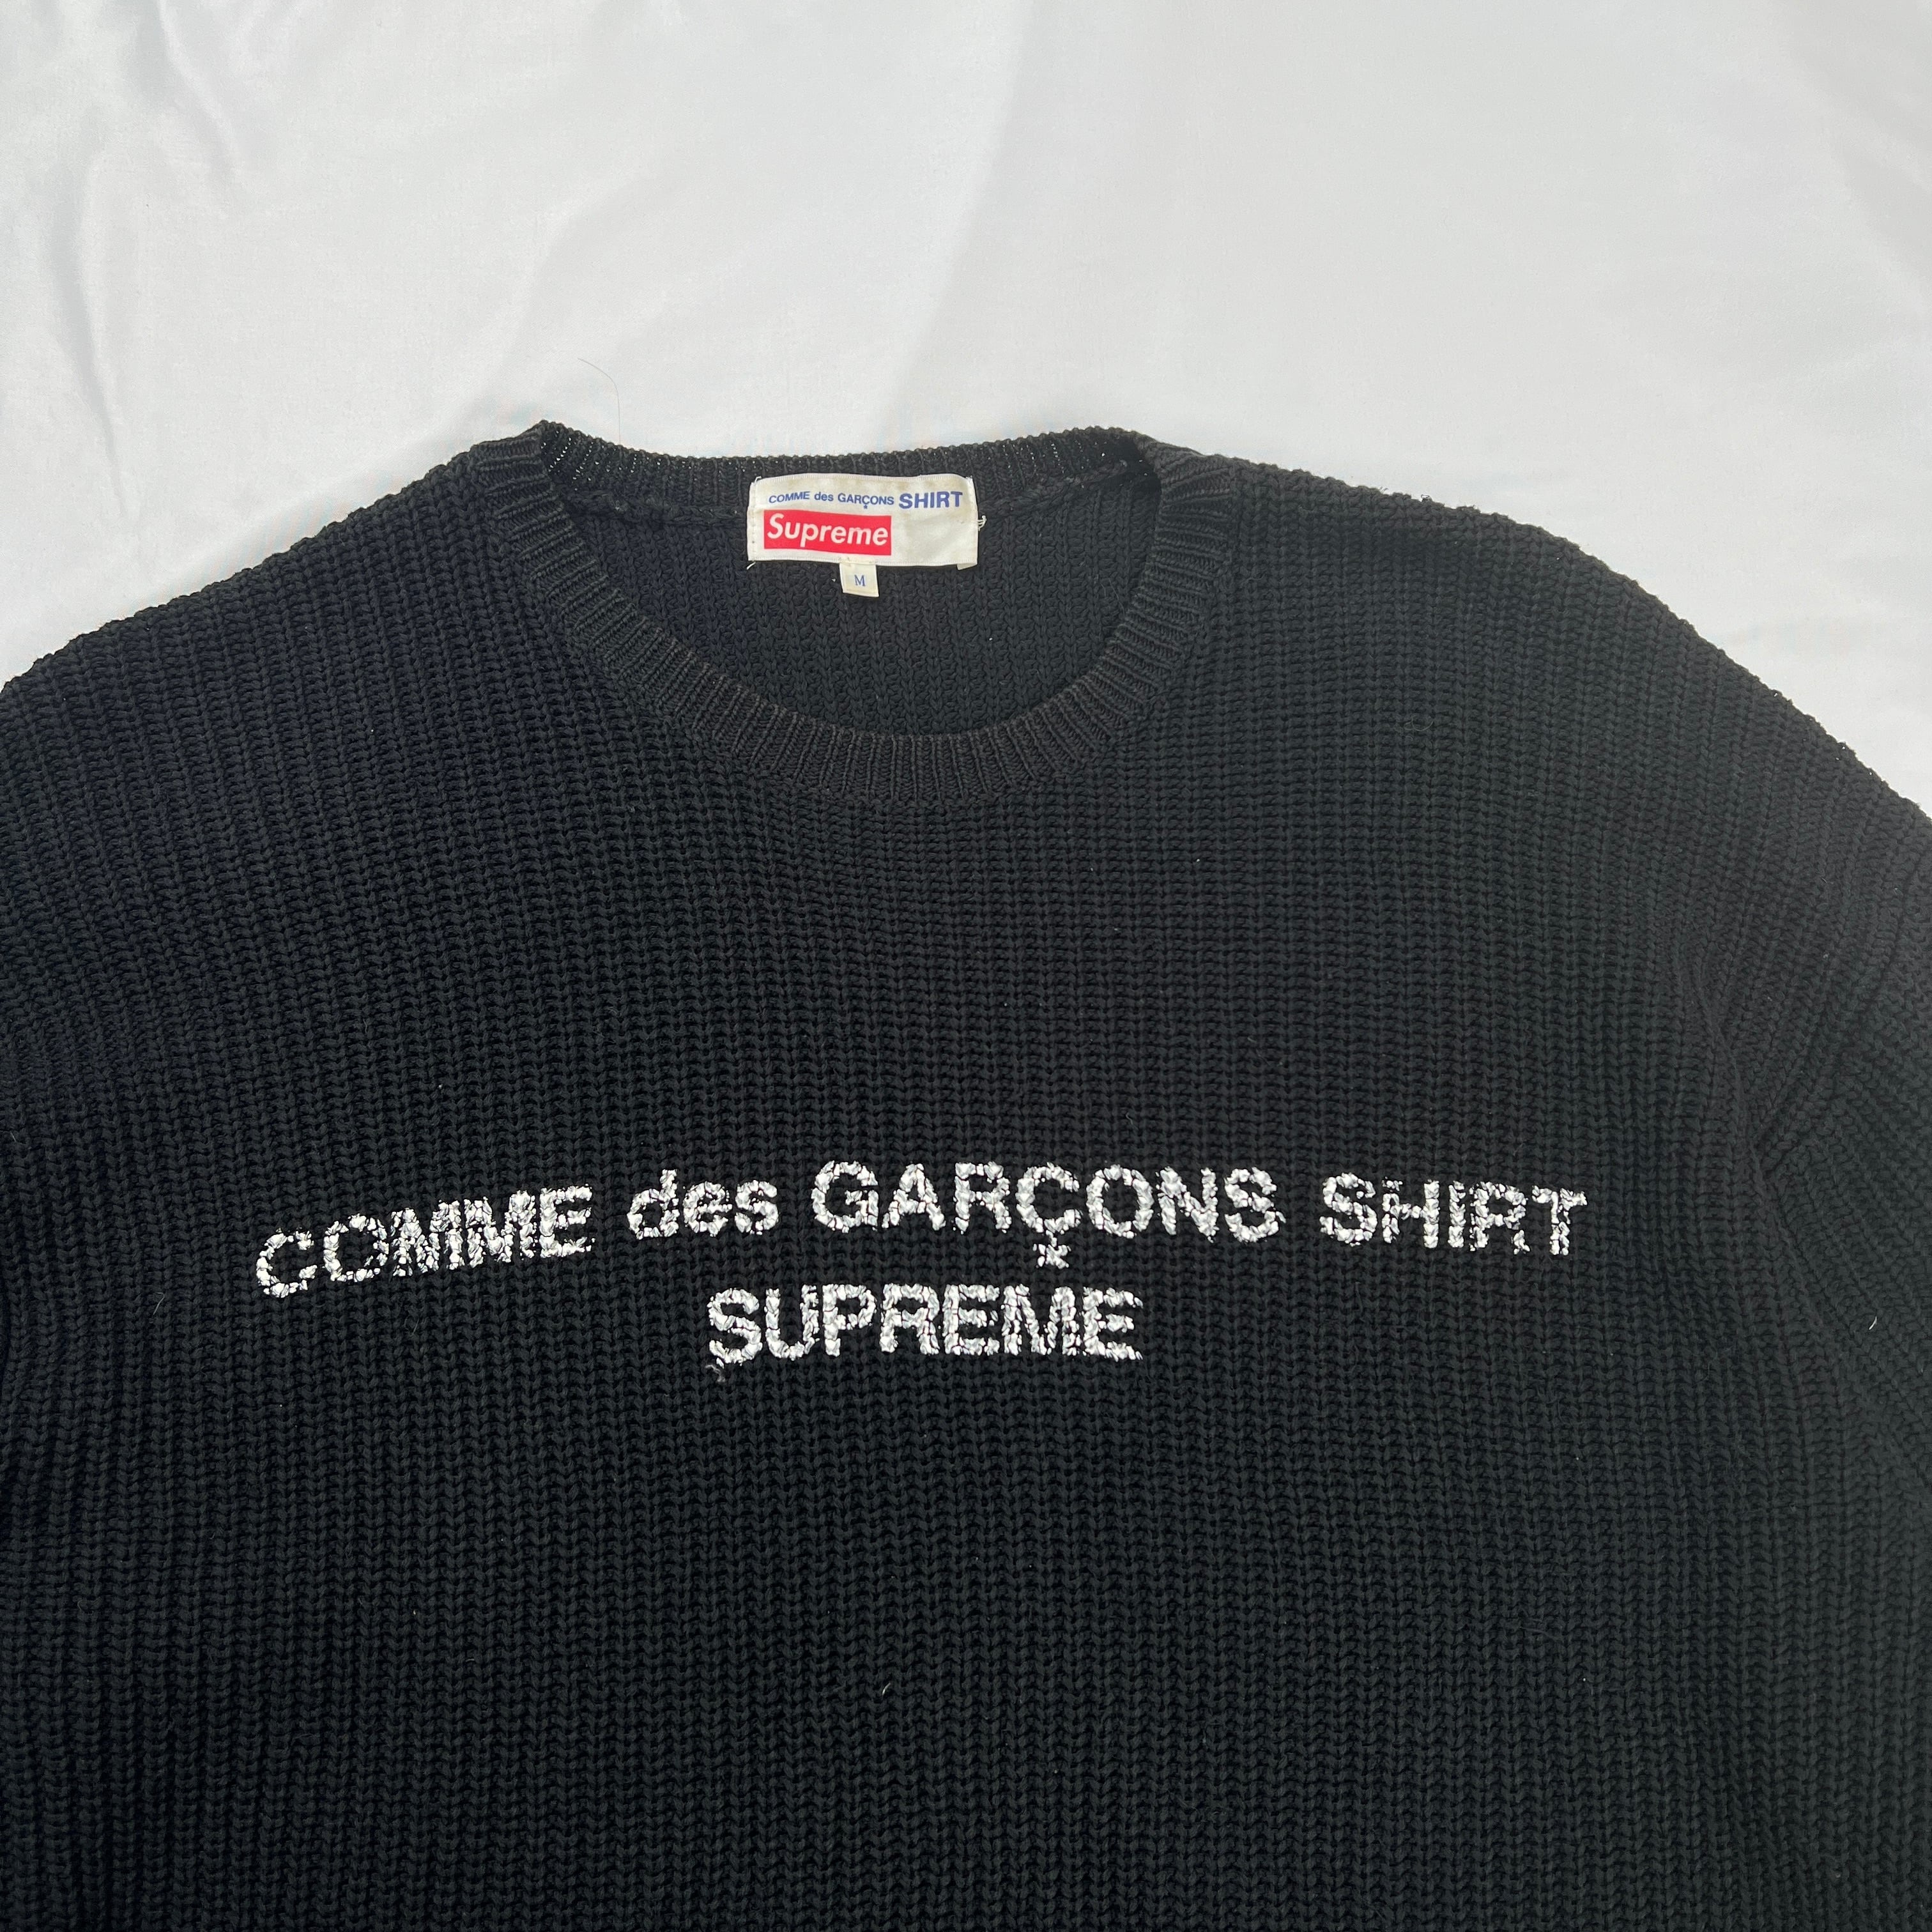 COMME des GARÇONS SHIRT
Supreme
M
COMME des GARÇONS SHIRT
SUPREME